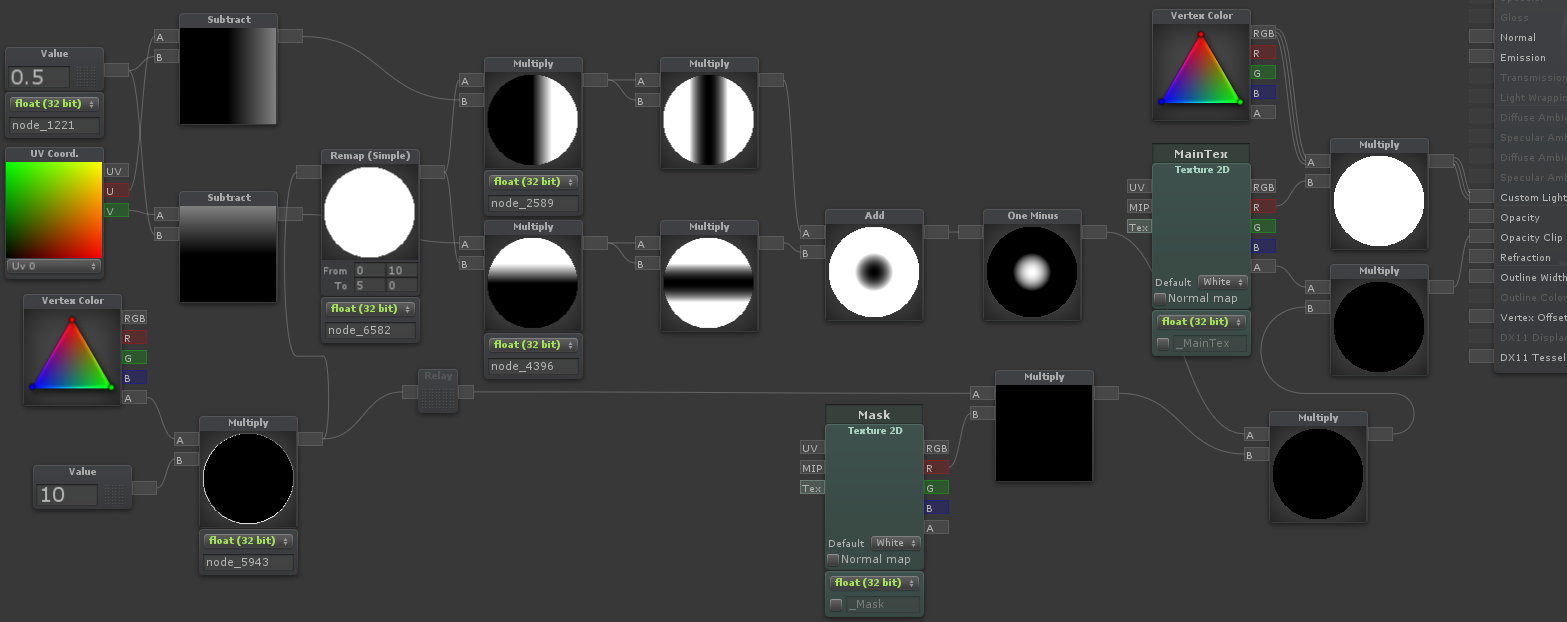 Value
0.5
float (32 bit)
node_1221
Subtract
A
B
UV Coord.
UV
U
V
Uv 0
Subtract
A
B
Vertex Color
RGB
R
G
B
A
Value
10
Multiply
A
B
float (32 bit)
node_5943
Remap (Simple)
From 0 10
To 5 0
float (32 bit)
node_6582
Relay
Multiply
A
B
float (32 bit)
node_2589
Multiply
A
B
float (32 bit)
node_4396
Multiply
A
B
Multiply
A
B
Add
A
B
One Minus
Mask
Texture 2D
UV
MIP
Tex
RGB
R
G
B
A
Default White
Normal map
float (32 bit)
_Mask
Multiply
A
B
Vertex Color
RGB
R
G
B
A
MainTex
Texture 2D
UV
MIP
Tex
RGB
R
G
B
A
Default White
Normal map
float (32 bit)
_MainTex
Multiply
A
B
Multiply
A
B
Multiply
A
B
Gloss
Normal
Emission
Transmission
Light Wrappin
Diffuse Ambie
Specular Amb
Diffuse Ambie
Specular Amb
Custom Light
Opacity
Opacity Clip
Refraction
Outline Width
Outline Color
Vertex Offset
DX11 Displac
DX11 Tessel